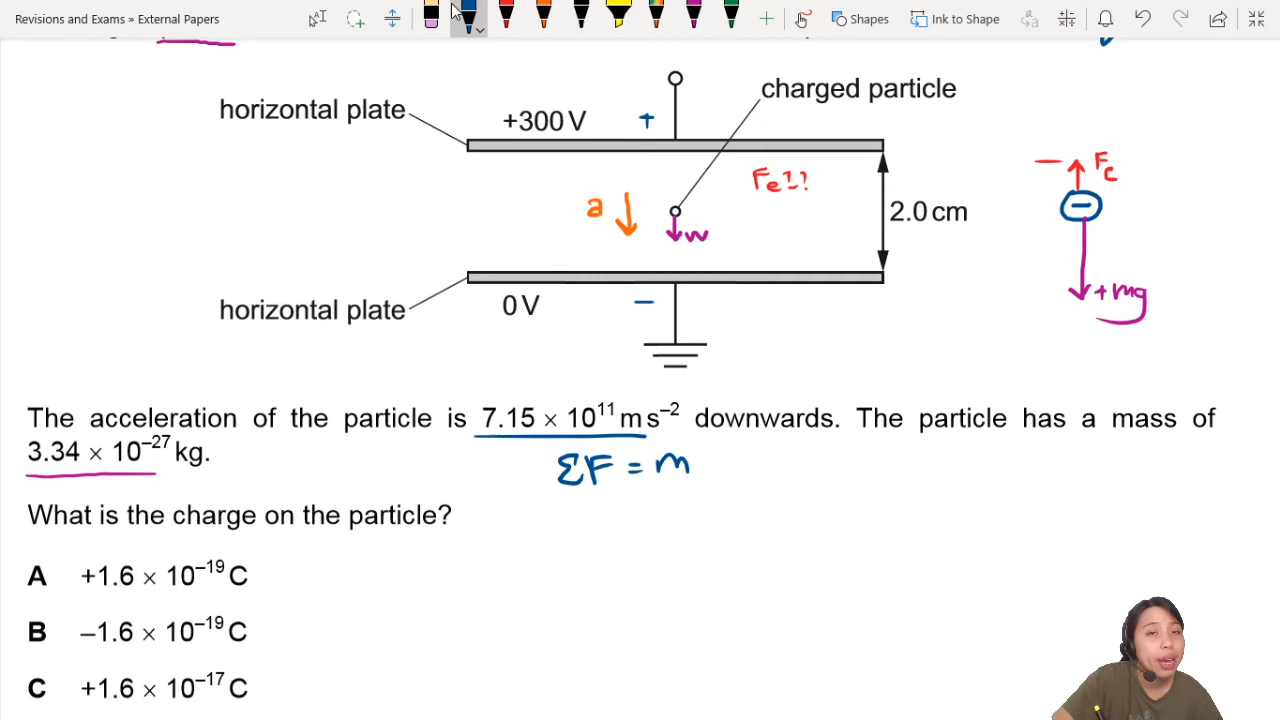 Revisions and Exams » External Papers
Shapes
Ink to Shape
charged particle
horizontal plate
+300 V
+
Fe??
a
W
2.0 cm
− Fe
−
+mg
horizontal plate
0 V
−
The acceleration of the particle is 7.15 × 10¹¹ m s⁻² downwards. The particle has a mass of
3.34 × 10⁻²⁷ kg.
ΣF = m
What is the charge on the particle?
A +1.6 × 10⁻¹⁹ C
B −1.6 × 10⁻¹⁹ C
C +1.6 × 10⁻¹⁷ C